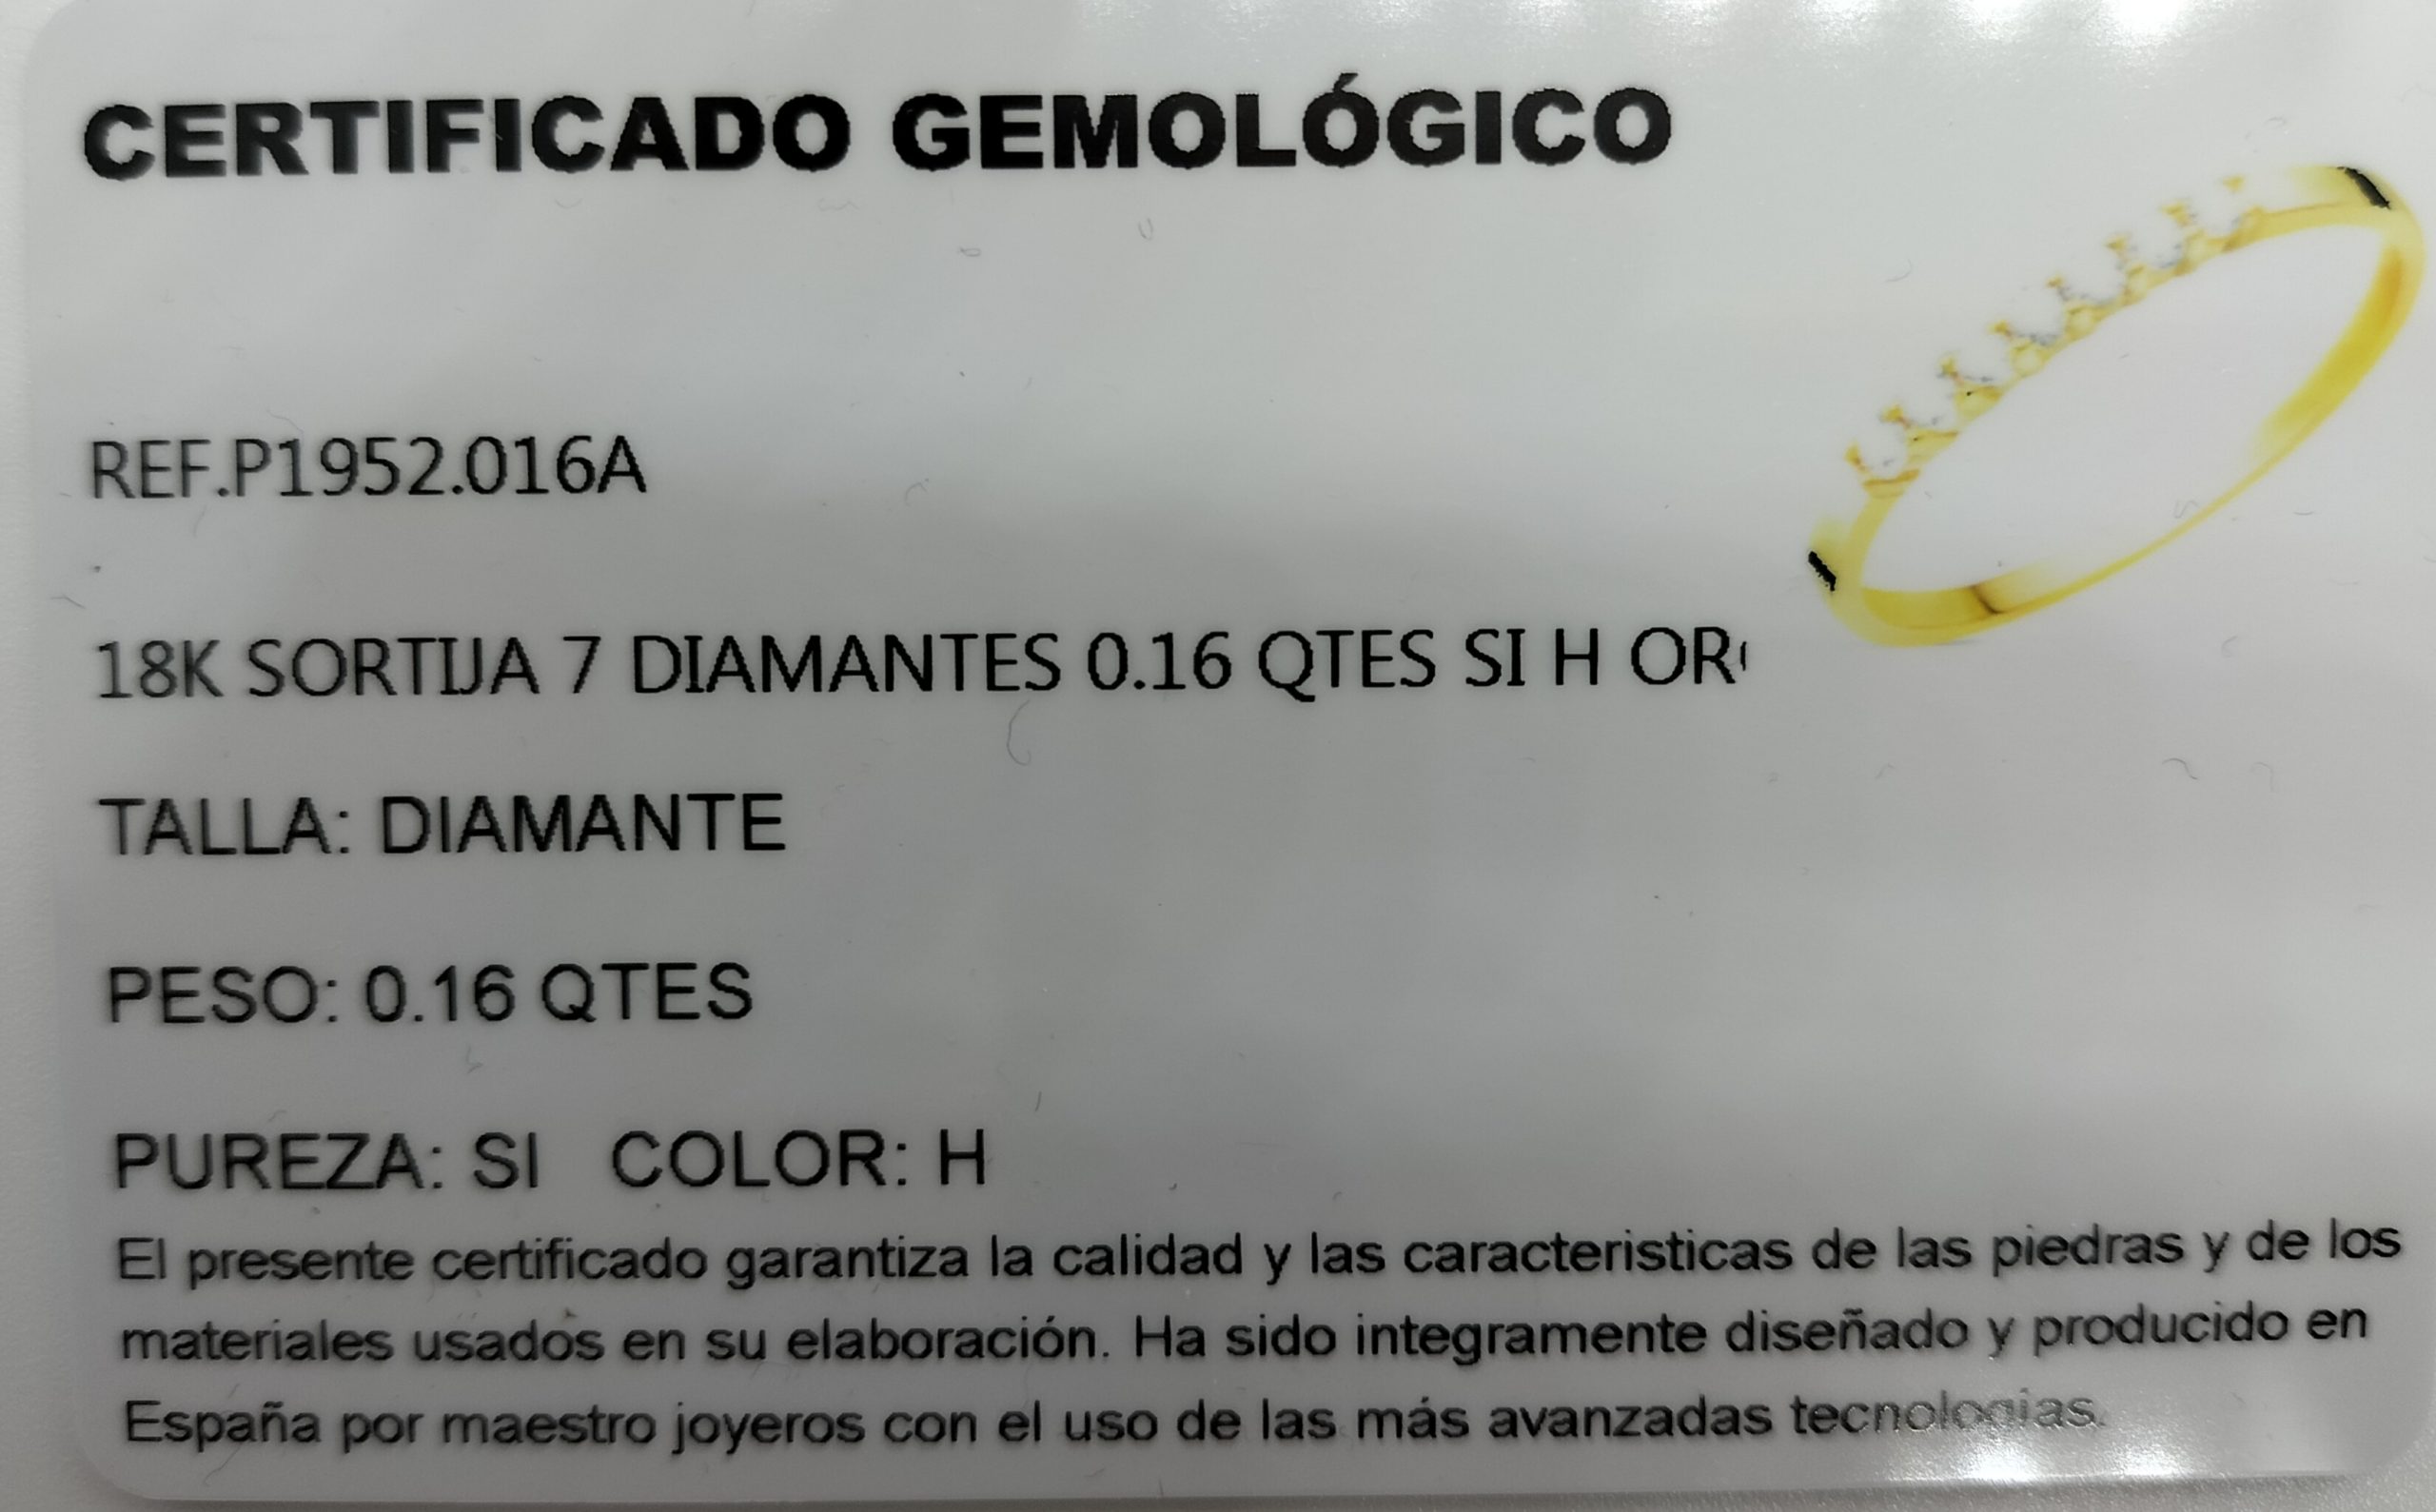 CERTIFICADO GEMOLÓGICO
REF.P1952.016A
18K SORTIJA 7 DIAMANTES 0.16 QTES SI H OR
TALLA: DIAMANTE
PESO: 0.16 QTES
PUREZA: SI COLOR: H
El presente certificado garantiza la calidad y las caracteristicas de las piedras y de los
materiales usados en su elaboración. Ha sido integramente diseñado y producido en
España por maestro joyeros con el uso de las más avanzadas tecnologias.